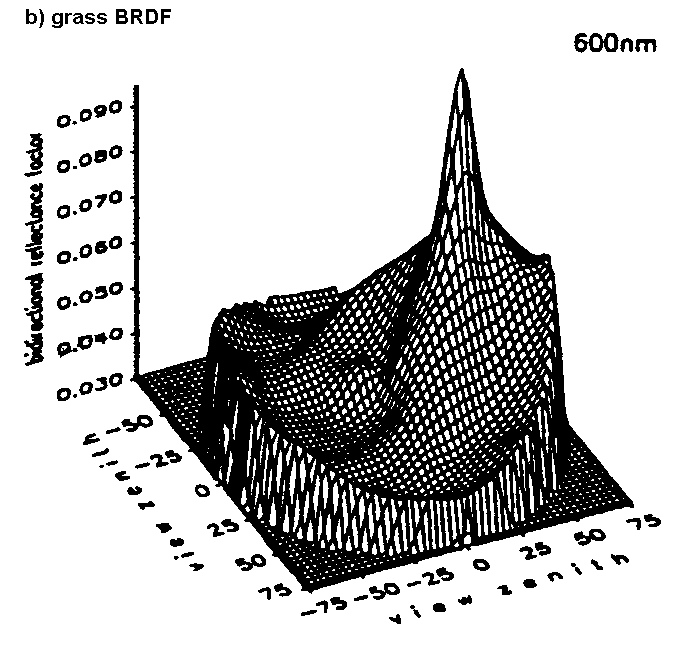 b) grass BRDF
600nm
bidirectional reflectance factor
0.090
0.080
0.070
0.060
0.050
0.040
0.030
-50
-25
0
25
50
75
view
-75 -50 -25 0 25 50 75
view zenith